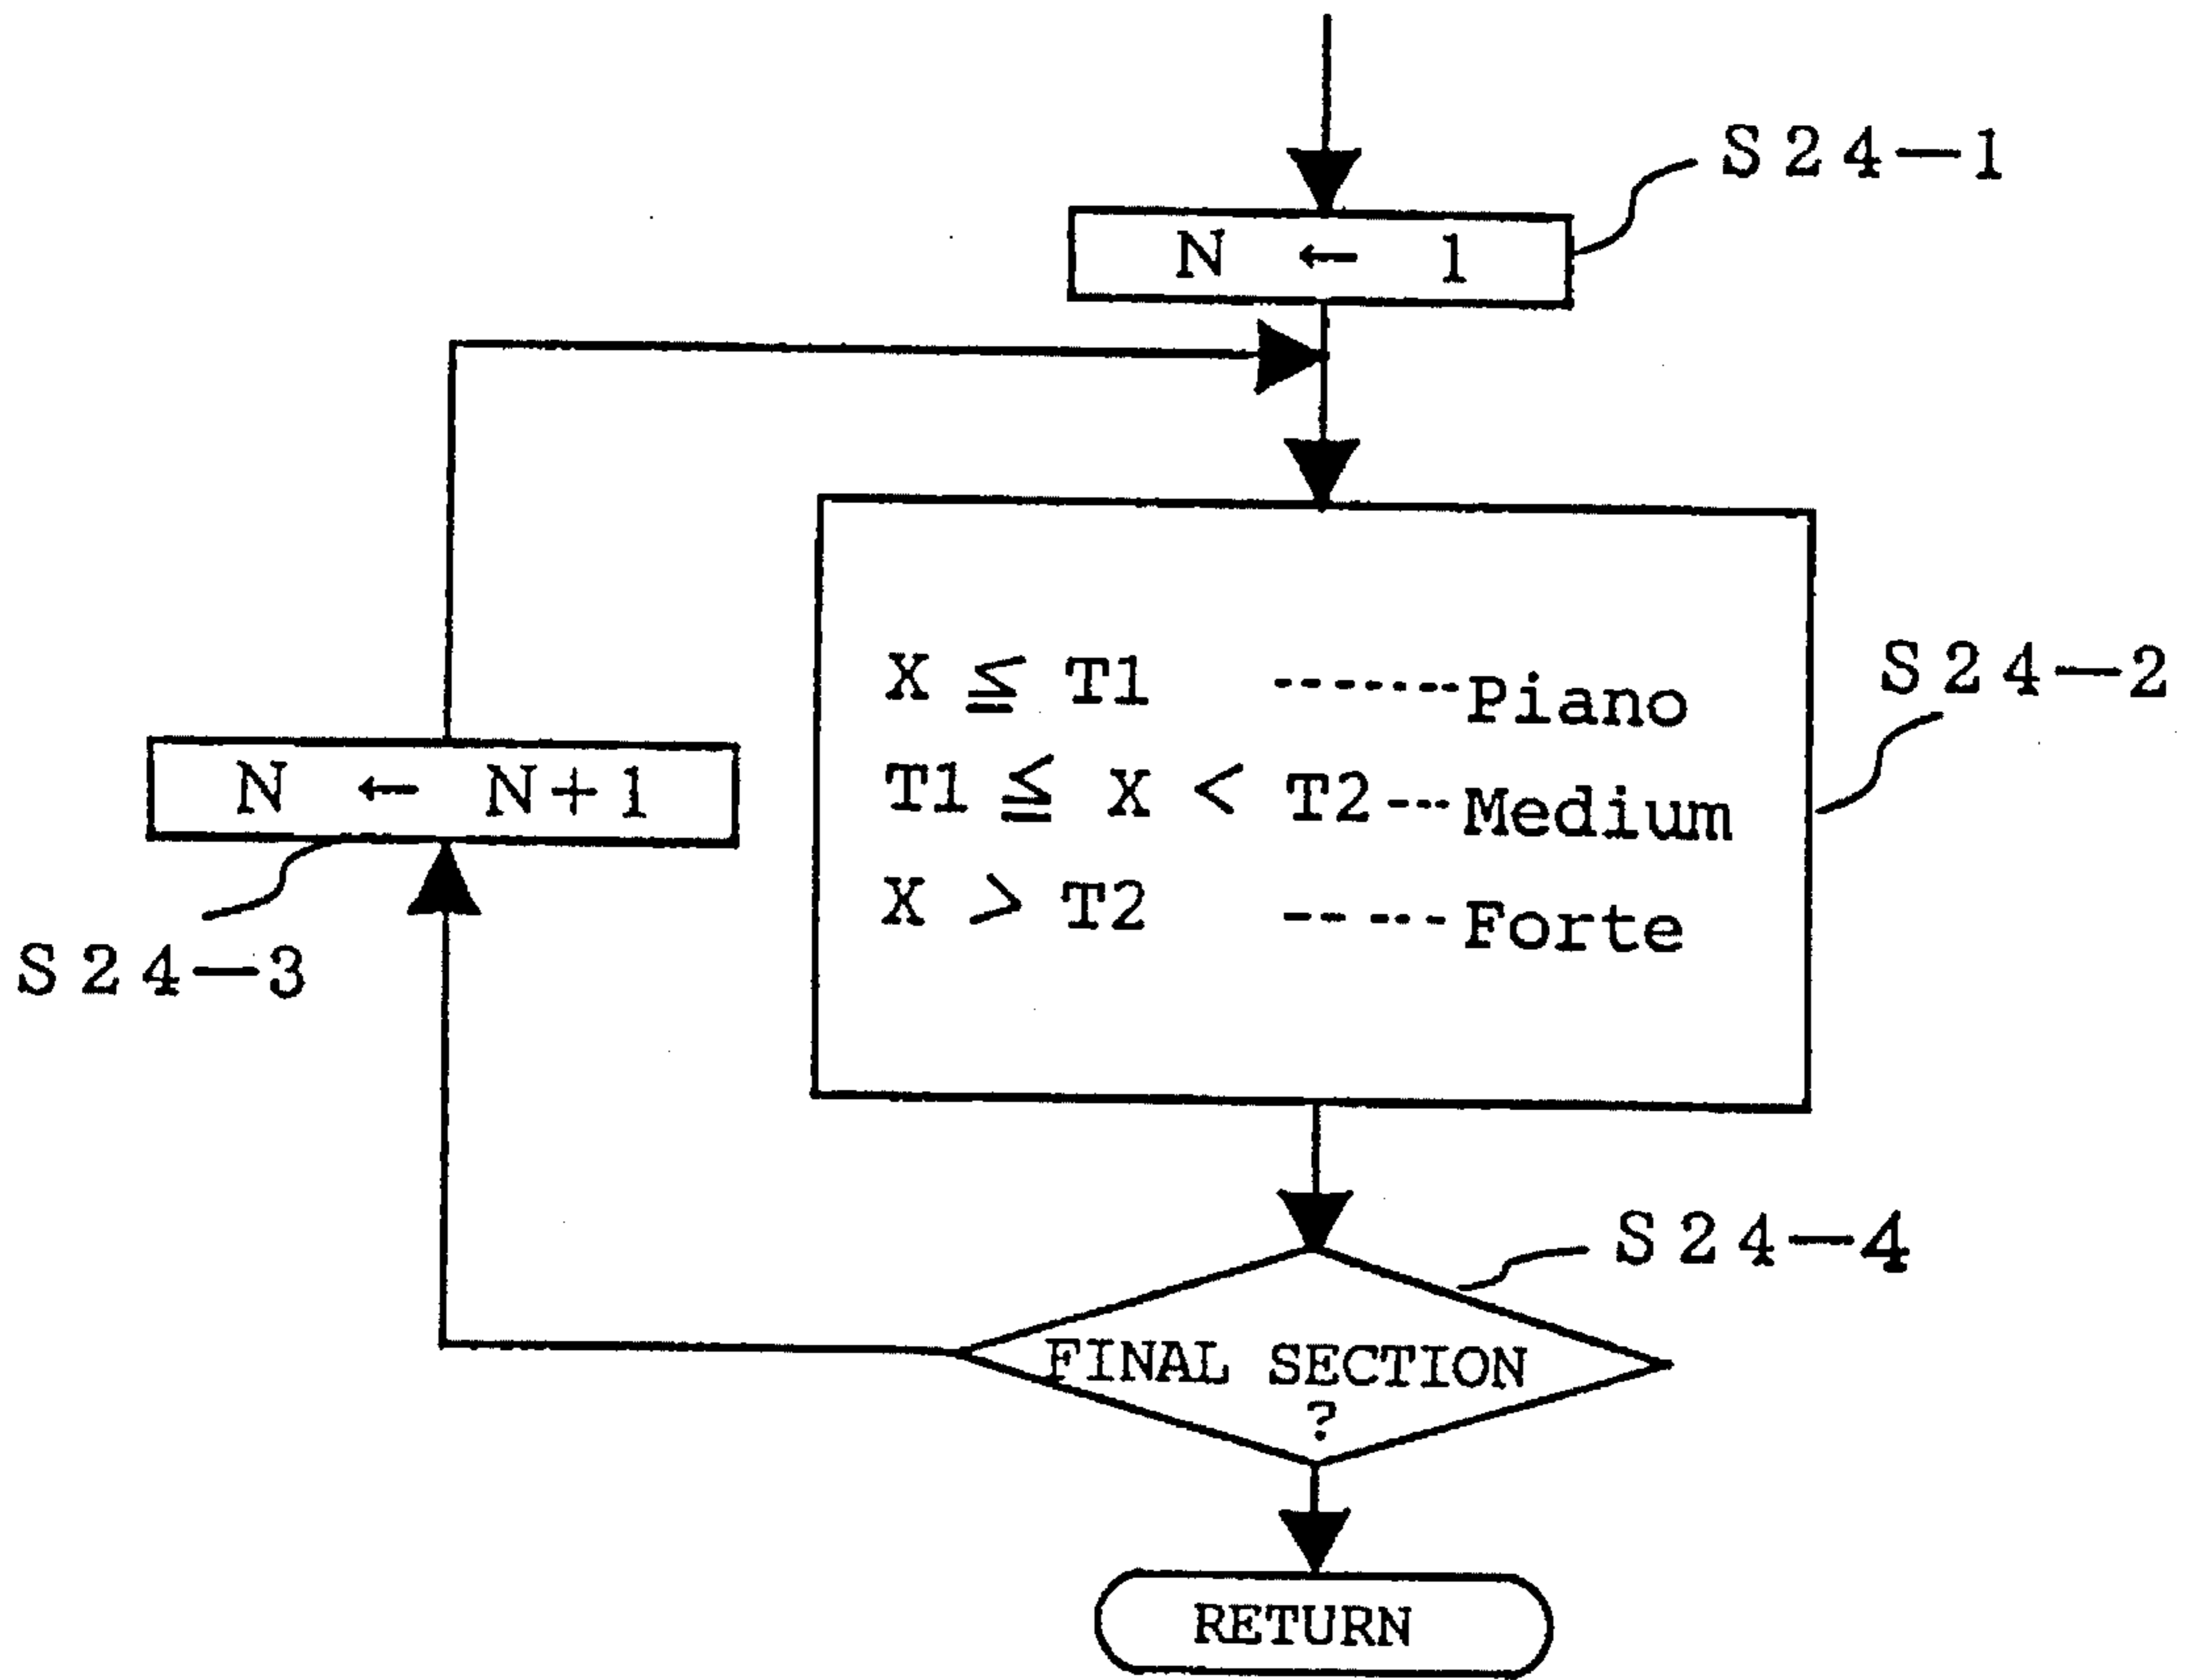 S24-1
N ← 1
X ≦ T1 -------Piano
S24-2
T1 ≦ X < T2---Medium
N ← N+1
X > T2 -----Forte
S24-3
S24-4
FINAL SECTION
?
RETURN